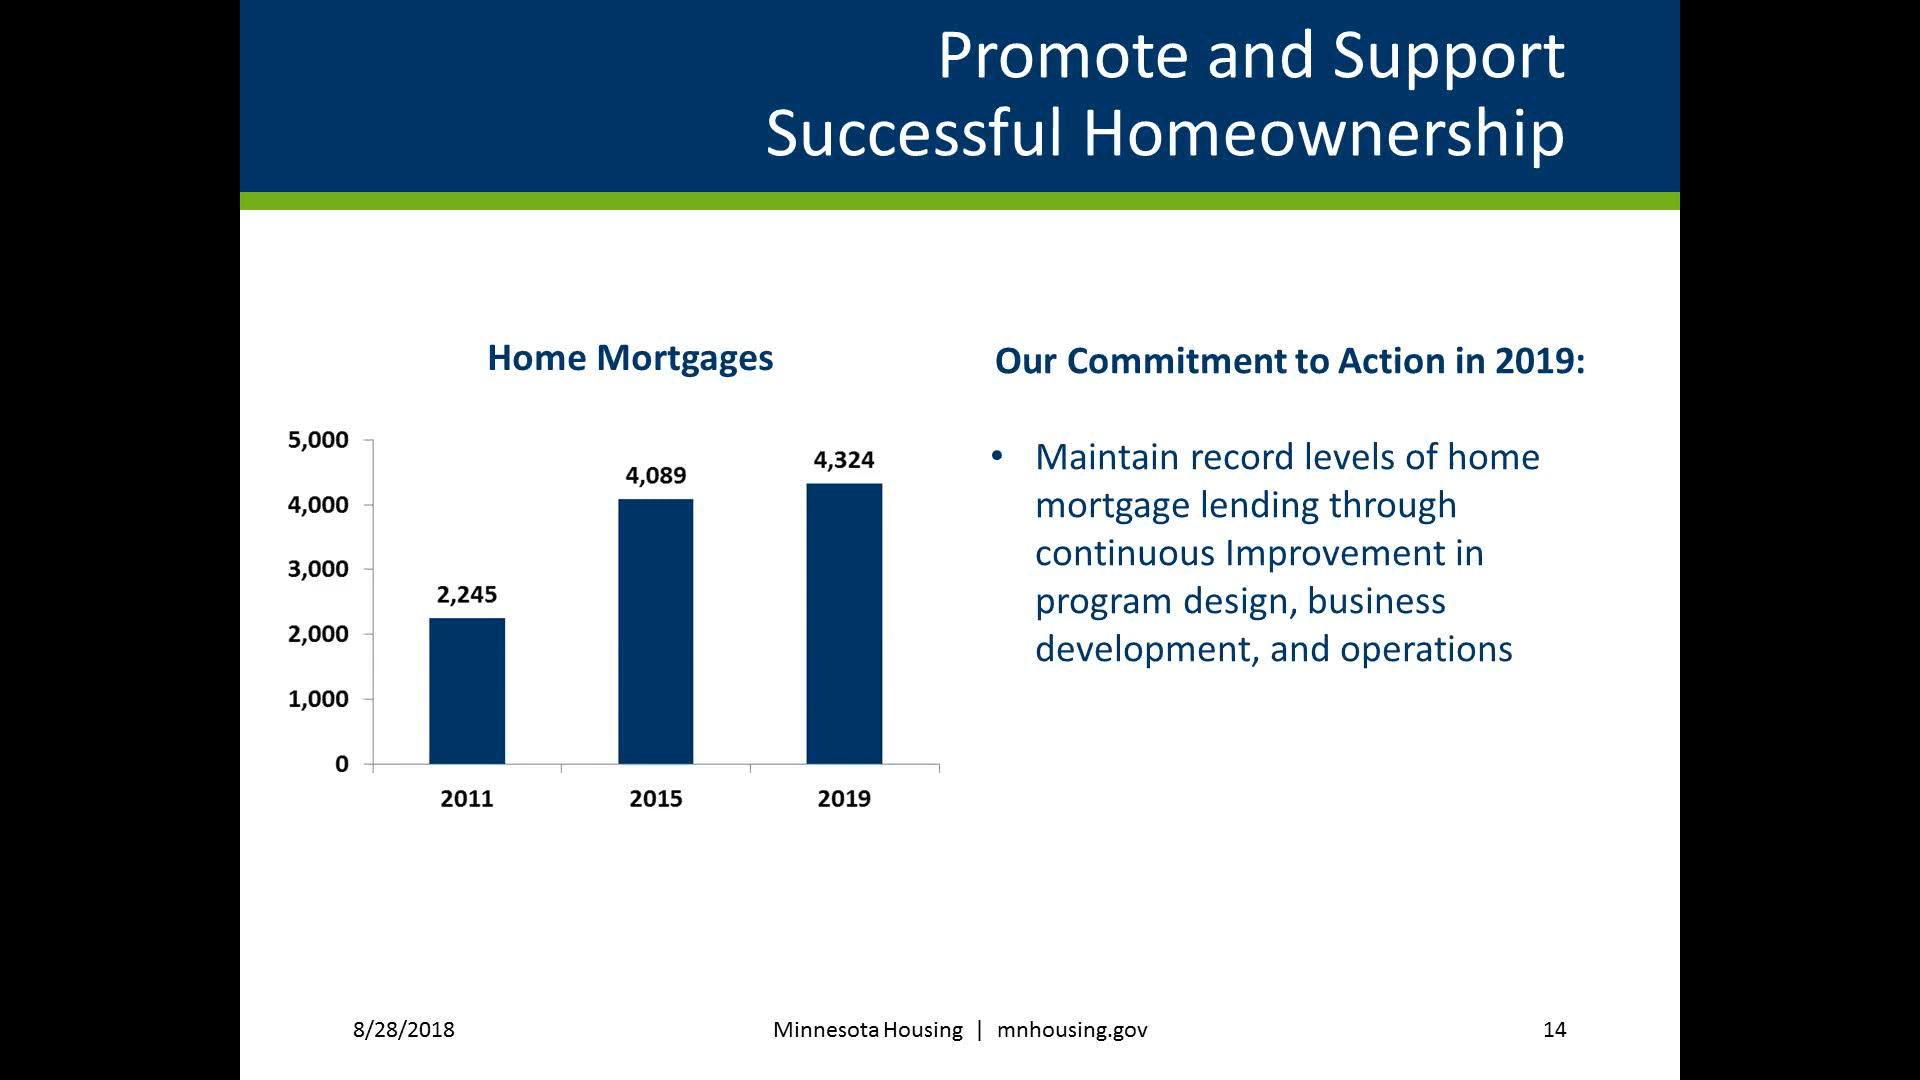 Promote and Support
Successful Homeownership
Home Mortgages
5,000
4,000
3,000
2,000
1,000
0
2,245
4,089
4,324
2011
2015
2019
Our Commitment to Action in 2019:
• Maintain record levels of home
mortgage lending through
continuous Improvement in
program design, business
development, and operations
8/28/2018
Minnesota Housing | mnhousing.gov
14